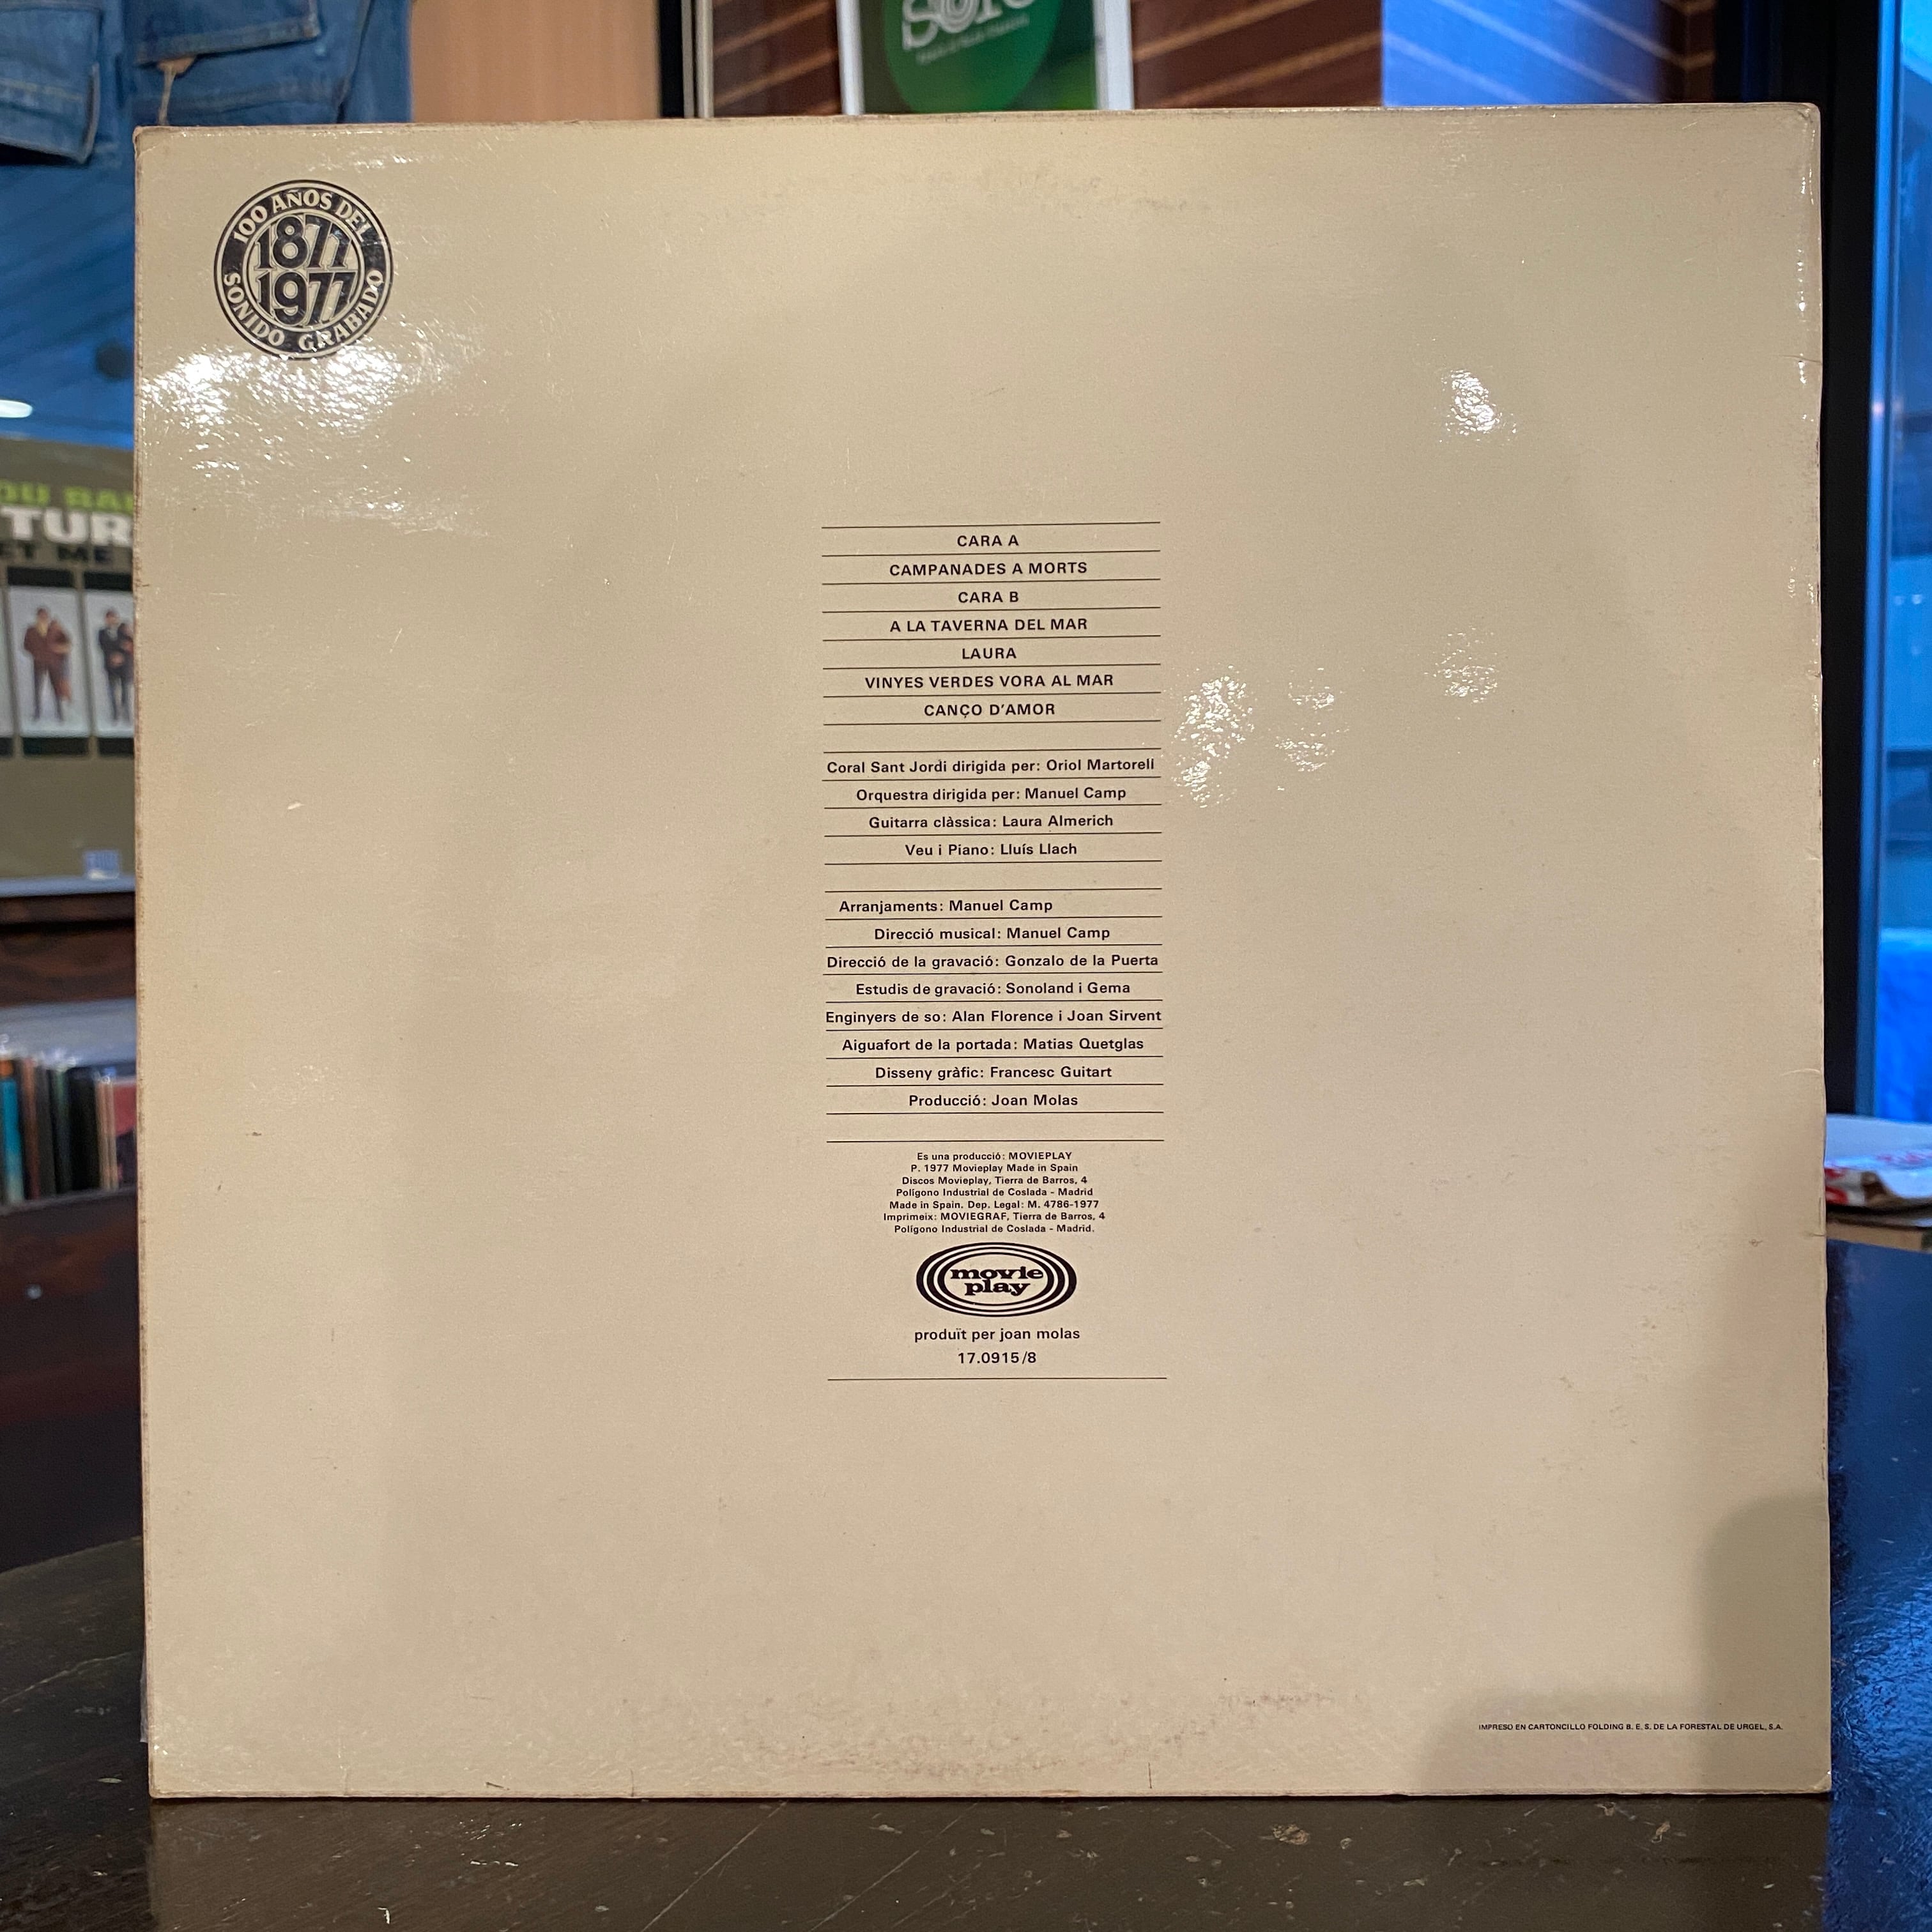 100 AÑOS DEL
1877
1977
SONIDO GRABADO
TUR
ET ME
CARA A
CAMPANADES A MORTS
CARA B
A LA TAVERNA DEL MAR
LAURA
VINYES VERDES VORA AL MAR
CANÇO D'AMOR
Coral Sant Jordi dirigida per: Oriol Martorell
Orquestra dirigida per: Manuel Camp
Guitarra clàssica: Laura Almerich
Veu i Piano: Lluís Llach
Arranjaments: Manuel Camp
Direcció musical: Manuel Camp
Direcció de la gravació: Gonzalo de la Puerta
Estudis de gravació: Sonoland i Gema
Enginyers de so: Alan Florence i Joan Sirvent
Aiguafort de la portada: Matias Quetglas
Disseny gràfic: Francesc Guitart
Producció: Joan Molas
Es una producció: MOVIEPLAY
P. 1977 Movieplay Made in Spain
Discos Movieplay, Tierra de Barros, 4
Polígono Industrial de Coslada - Madrid
Made in Spain. Dep. Legal: M. 4786-1977
Imprimeix: MOVIEGRAF, Tierra de Barros, 4
Polígono Industrial de Coslada - Madrid.
movie
play
produït per joan molas
17.0915/8
IMPRESO EN CARTONCILLO FOLDING B. E. S. DE LA FORESTAL DE URGEL, S.A.